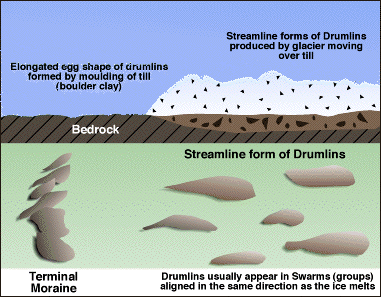 Streamline forms of Drumlins
produced by glacier moving
over till
Elongated egg shape of drumlins
formed by moulding of till
(boulder clay)
Bedrock
Streamline form of Drumlins
Terminal
Moraine
Drumlins usually appear in Swarms (groups)
aligned in the same direction as the ice melts